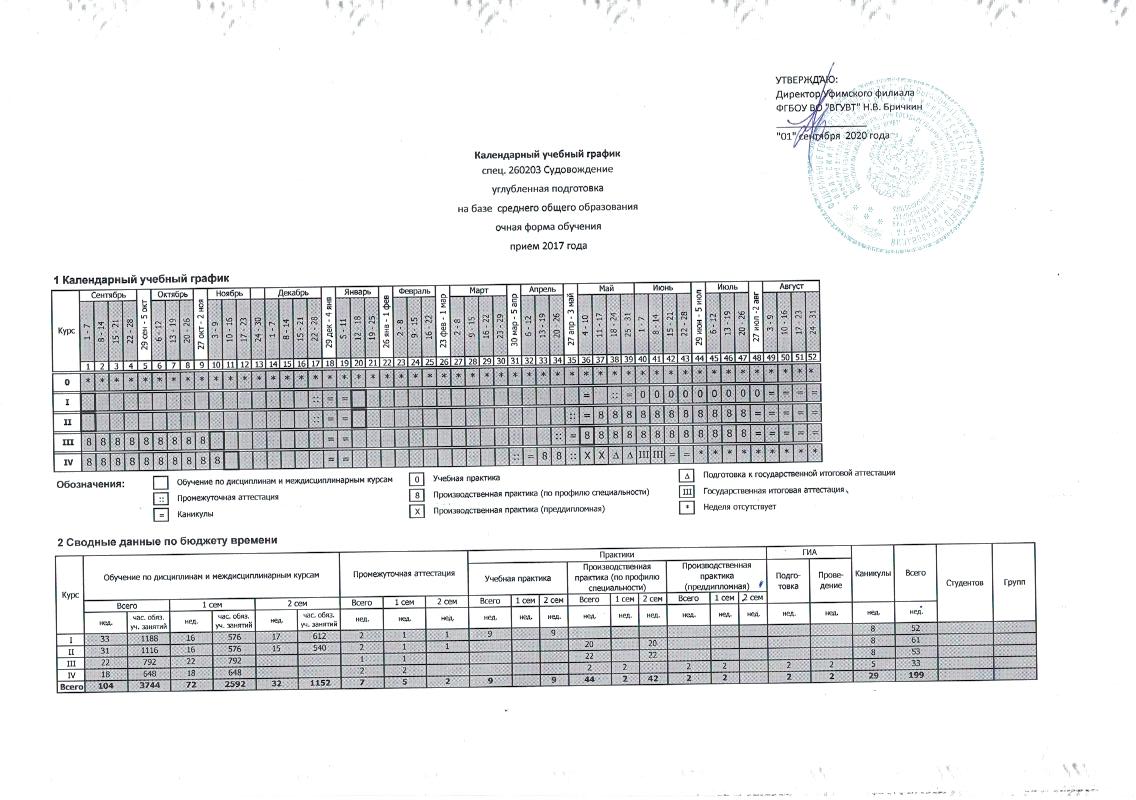 УТВЕРЖДАЮ:
Директор Уфимского филиала
ФГБОУ ВО "ВГУВТ" Н.В. Бричкин
"01" сентября 2020 года
Календарный учебный график
спец. 260203 Судовождение
углубленная подготовка
на базе среднего общего образования
очная форма обучения
прием 2017 года
1 Календарный учебный график
Курс Сентябрь 29 сен - 5 окт Октябрь 27 окт - 2 ноя Ноябрь Декабрь 29 дек - 4 янв Январь 26 янв - 1 фев Февраль 23 фев - 1 мар Март 30 мар - 5 апр Апрель 27 апр - 3 май Май Июнь 29 июн - 5 июл Июль 27 июл - 2 авг Август
1 - 7 8 - 14 15 - 21 22 - 28 6 - 12 13 - 19 20 - 26 3 - 9 10 - 16 17 - 23 24 - 30 1 - 7 8 - 14 15 - 21 22 - 28 5 - 11 12 - 18 19 - 25 2 - 8 9 - 15 16 - 22 2 - 8 9 - 15 16 - 22 23 - 29 6 - 12 13 - 19 20 - 26 4 - 10 11 - 17 18 - 24 25 - 31 1 - 7 8 - 14 15 - 21 22 - 28 6 - 12 13 - 19 20 - 26 3 - 9 10 - 16 17 - 23 24 - 31
1 2 3 4 5 6 7 8 9 10 11 12 13 14 15 16 17 18 19 20 21 22 23 24 25 26 27 28 29 30 31 32 33 34 35 36 37 38 39 40 41 42 43 44 45 46 47 48 49 50 51 52
0 * * * * * * * * * * * * * * * * * * * * * * * * * * * * * * * * * * * * * * * * * * * * * * * * * * * *
I :: = = = :: = 0 0 0 0 0 0 0 0 0 = = = =
II :: = = :: = 8 8 8 8 8 8 8 8 8 8 8 8 = = = =
III 8 8 8 8 8 8 8 8 8 = = :: = 8 8 8 8 8 8 8 8 8 8 8 8 = = = = =
IV 8 8 8 8 8 8 8 8 8 8 = = :: = 8 8 :: X X Δ Δ III III = = * * * * * * * * *
Обозначения:
Обучение по дисциплинам и междисциплинарным курсам
0 Учебная практика
Δ Подготовка к государственной итоговой аттестации
:: Промежуточная аттестация
8 Производственная практика (по профилю специальности)
III Государственная итоговая аттестация
= Каникулы
X Производственная практика (преддипломная)
* Неделя отсутствует
2 Сводные данные по бюджету времени
Курс Обучение по дисциплинам и междисциплинарным курсам Промежуточная аттестация Практики ГИА Каникулы Всего Студентов Групп
Учебная практика Производственная практика (по профилю специальности) Производственная практика (преддипломная) Подго-товка Прове-дение
Всего 1 сем 2 сем Всего 1 сем 2 сем Всего 1 сем 2 сем Всего 1 сем 2 сем Всего 1 сем 2 сем
нед. час. обяз. уч. занятий нед. час. обяз. уч. занятий нед. час. обяз. уч. занятий нед. нед. нед. нед. нед. нед. нед. нед. нед. нед. нед. нед. нед. нед. нед. нед.
I 33 1188 16 576 17 612 2 1 1 9 9 8 52
II 31 1116 16 576 15 540 2 1 1 20 20 8 61
III 22 792 22 792 1 1 22 22 8 53
IV 18 648 18 648 2 2 2 2 2 2 2 2 5 33
Всего 104 3744 72 2592 32 1152 7 5 2 9 9 44 2 42 2 2 2 2 29 199